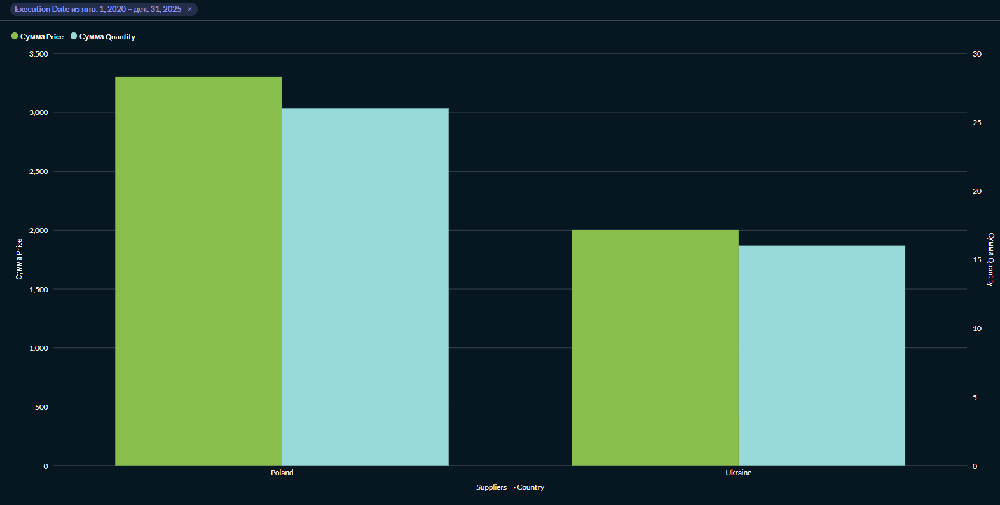 Execution Date из янв. 1, 2020 – дек. 31, 2025 ×
Сумма Price Сумма Quantity
3,500
3,000
2,500
2,000
1,500
1,000
500
0
Сумма Price
30
25
20
15
10
5
0
Сумма Quantity
Poland
Ukraine
Suppliers → Country